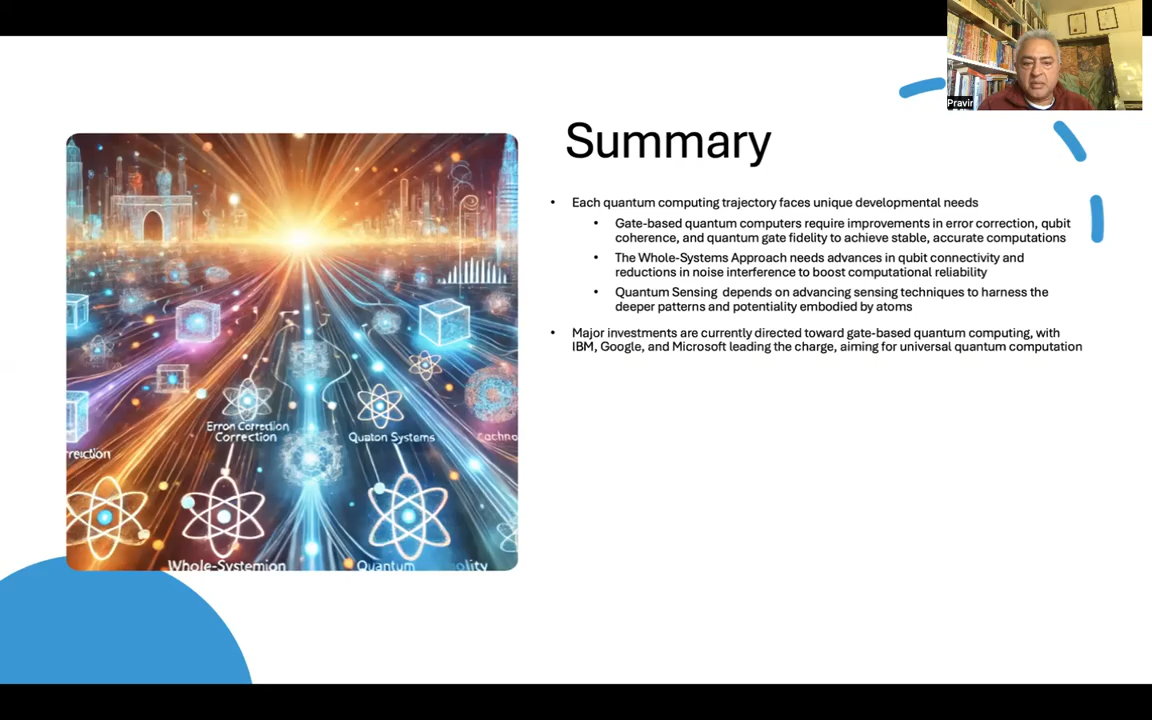 Pravir
Summary
• Each quantum computing trajectory faces unique developmental needs
• Gate-based quantum computers require improvements in error correction, qubit
coherence, and quantum gate fidelity to achieve stable, accurate computations
• The Whole-Systems Approach needs advances in qubit connectivity and
reductions in noise interference to boost computational reliability
• Quantum Sensing depends on advancing sensing techniques to harness the
deeper patterns and potentiality embodied by atoms
• Major investments are currently directed toward gate-based quantum computing, with
IBM, Google, and Microsoft leading the charge, aiming for universal quantum computation
Erron Correction
Correction
Quaton Systems
Cachno
rrection
Whole-Systemion
Quantum
olity